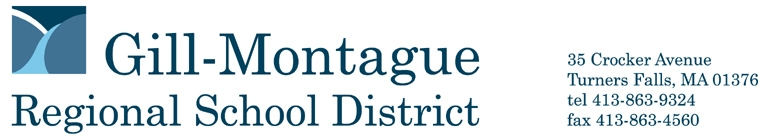 Gill-Montague
Regional School District
35 Crocker Avenue
Turners Falls, MA 01376
tel 413-863-9324
fax 413-863-4560